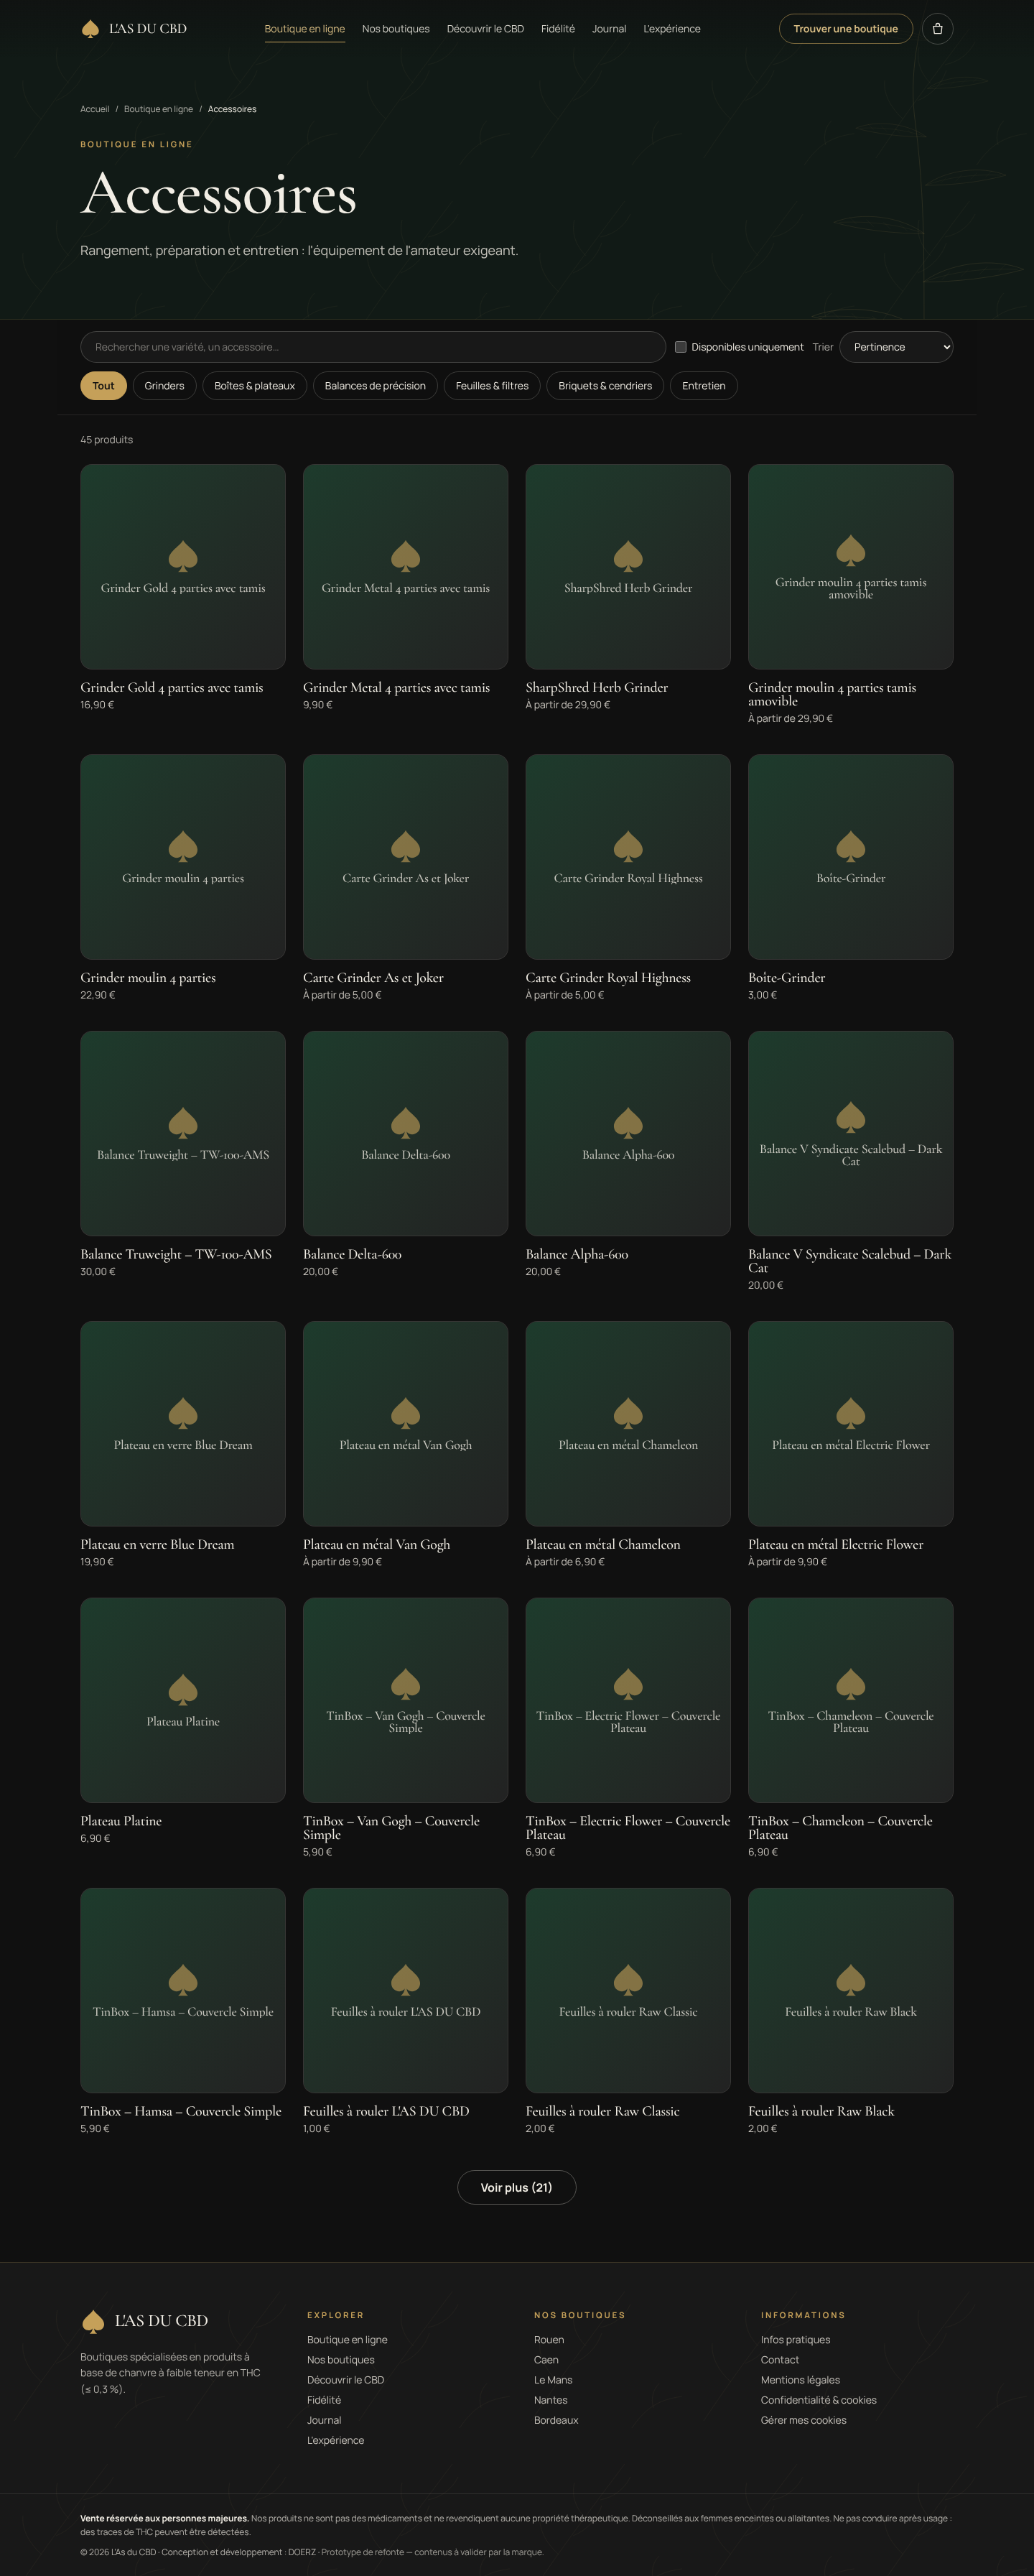 L'AS DU CBD
Boutique en ligne
Nos boutiques
Découvrir le CBD
Fidélité
Journal
L'expérience
Trouver une boutique
Accueil / Boutique en ligne / Accessoires
BOUTIQUE EN LIGNE
Accessoires
Rangement, préparation et entretien : l'équipement de l'amateur exigeant.
Rechercher une variété, un accessoire…
Disponibles uniquement
Trier
Pertinence
Tout
Grinders
Boîtes & plateaux
Balances de précision
Feuilles & filtres
Briquets & cendriers
Entretien
45 produits
Grinder Gold 4 parties avec tamis
Grinder Gold 4 parties avec tamis
16,90 €
Grinder Metal 4 parties avec tamis
Grinder Metal 4 parties avec tamis
9,90 €
SharpShred Herb Grinder
SharpShred Herb Grinder
À partir de 29,90 €
Grinder moulin 4 parties tamis
amovible
Grinder moulin 4 parties tamis
amovible
À partir de 29,90 €
Grinder moulin 4 parties
Grinder moulin 4 parties
22,90 €
Carte Grinder As et Joker
Carte Grinder As et Joker
À partir de 5,00 €
Carte Grinder Royal Highness
Carte Grinder Royal Highness
À partir de 5,00 €
Boîte-Grinder
Boîte-Grinder
3,00 €
Balance Truweight – TW-100-AMS
Balance Truweight – TW-100-AMS
30,00 €
Balance Delta-600
Balance Delta-600
20,00 €
Balance Alpha-600
Balance Alpha-600
20,00 €
Balance V Syndicate Scalebud – Dark
Cat
Balance V Syndicate Scalebud – Dark
Cat
20,00 €
Plateau en verre Blue Dream
Plateau en verre Blue Dream
19,90 €
Plateau en métal Van Gogh
Plateau en métal Van Gogh
À partir de 9,90 €
Plateau en métal Chameleon
Plateau en métal Chameleon
À partir de 6,90 €
Plateau en métal Electric Flower
Plateau en métal Electric Flower
À partir de 9,90 €
Plateau Platine
Plateau Platine
6,90 €
TinBox – Van Gogh – Couvercle
Simple
TinBox – Van Gogh – Couvercle
Simple
5,90 €
TinBox – Electric Flower – Couvercle
Plateau
TinBox – Electric Flower – Couvercle
Plateau
6,90 €
TinBox – Chameleon – Couvercle
Plateau
TinBox – Chameleon – Couvercle
Plateau
6,90 €
TinBox – Hamsa – Couvercle Simple
TinBox – Hamsa – Couvercle Simple
5,90 €
Feuilles à rouler L'AS DU CBD
Feuilles à rouler L'AS DU CBD
1,00 €
Feuilles à rouler Raw Classic
Feuilles à rouler Raw Classic
2,00 €
Feuilles à rouler Raw Black
Feuilles à rouler Raw Black
2,00 €
Voir plus (21)
L'AS DU CBD
Boutiques spécialisées en produits à
base de chanvre à faible teneur en THC
(≤ 0,3 %).
EXPLORER
Boutique en ligne
Nos boutiques
Découvrir le CBD
Fidélité
Journal
L'expérience
NOS BOUTIQUES
Rouen
Caen
Le Mans
Nantes
Bordeaux
INFORMATIONS
Infos pratiques
Contact
Mentions légales
Confidentialité & cookies
Gérer mes cookies
Vente réservée aux personnes majeures. Nos produits ne sont pas des médicaments et ne revendiquent aucune propriété thérapeutique. Déconseillés aux femmes enceintes ou allaitantes. Ne pas conduire après usage :
des traces de THC peuvent être détectées.
© 2026 L'As du CBD · Conception et développement : DOERZ · Prototype de refonte — contenus à valider par la marque.